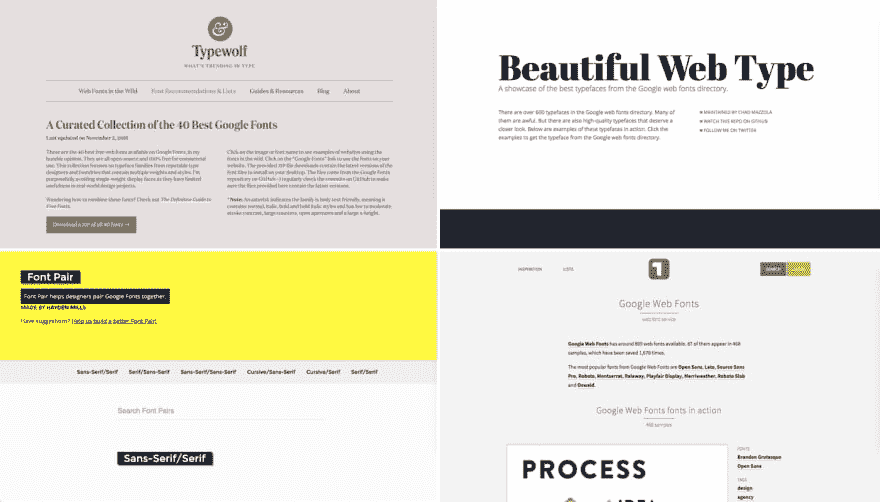 Typewolf
WHAT'S TRENDING IN TYPE
Web Fonts in the Wild
Font Recommendations & Lists
Guides & Resources
Blog
About
A Curated Collection of the 40 Best Google Fonts
Last updated on November 2, 2015
These are the 40 best free web fonts available on Google Fonts, in my
humble opinion. They are all open source and 100% free for commercial
use. This collection focuses on typeface families from reputable type
designers and foundries that contain multiple weights and styles. I'm
purposefully avoiding single-weight display faces as they have limited
usefulness in real-world design projects.
Wondering how to combine these fonts? Check out The Definitive Guide to
Free Fonts.
Download a ZIP of all 40 fonts →
Click on the image or font name to see examples of websites using the
fonts in the wild. Click on the "Google Fonts" link to use the fonts on your
website. The provided ZIP file downloads contain the latest versions of the
font files to install on your desktop. The files come from the Google Fonts
repository on GitHub—I regularly check the commits on GitHub to make
sure the files provided here contain the latest version.
*Note: An asterisk indicates the family is body text friendly, meaning it
contains normal, italic, bold and bold italic styles and has low to moderate
stroke contrast, large counters, open apertures and a large x-height.
Beautiful Web Type
A showcase of the best typefaces from the Google web fonts directory.
There are over 600 typefaces in the Google web fonts directory. Many of
them are awful. But there are also high-quality typefaces that deserve a
closer look. Below are examples of these typefaces in action. Click the
examples to get the typeface from the Google web fonts directory.
MAINTAINED BY CHAD MAZZOLA
WATCH THIS REPO ON GITHUB
FOLLOW ME ON TWITTER
Font Pair
Font Pair helps designers pair Google Fonts together.
MADE BY HAYDEN MILLS
Have suggestions? Help us build a better Font Pair!
Sans-Serif/Serif
Serif/Sans-Serif
Sans-Serif/Sans-Serif
Cursive/Sans-Serif
Cursive/Serif
Serif/Serif
Search Font Pairs
Sans-Serif/Serif
INSPIRATION
LISTS
Google Web Fonts
web font service
Google Web Fonts has around 800 web fonts available. 87 of them appear in 468
samples, which have been saved 1,678 times.
The most popular fonts from Google Web Fonts are Open Sans, Lato, Source Sans
Pro, Roboto, Montserrat, Raleway, Playfair Display, Merriweather, Roboto Slab
and Oswald.
Google Web Fonts fonts in action
468 samples
PROCESS
FONTS
Brandon Grotesque
Open Sans
TAGS
design
agency